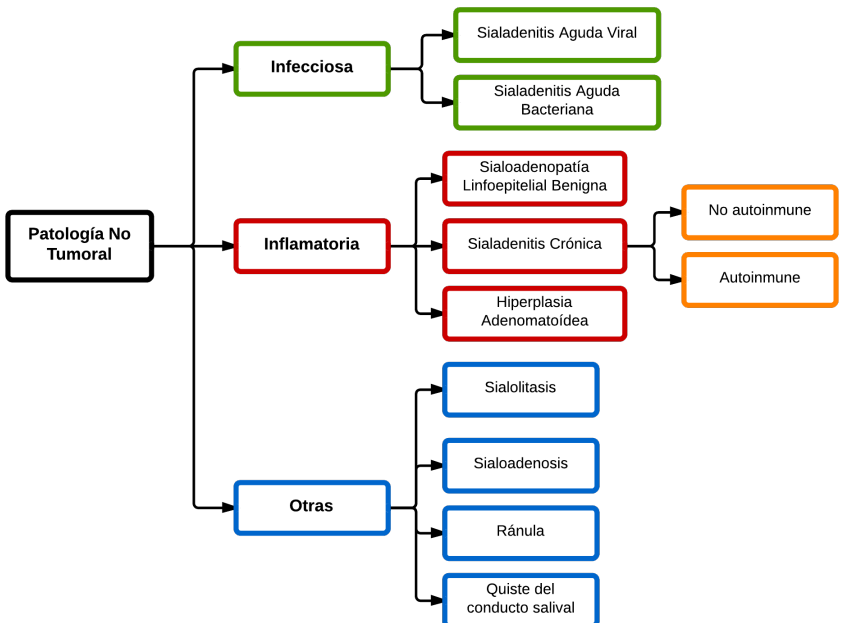 Patología No
Tumoral
Infecciosa
Sialadenitis Aguda Viral
Sialadenitis Aguda
Bacteriana
Inflamatoria
Sialoadenopatía
Linfoepitelial Benigna
Sialadenitis Crónica
No autoinmune
Autoinmune
Hiperplasia
Adenomatoídea
Otras
Sialolitasis
Sialoadenosis
Ránula
Quiste del
conducto salival